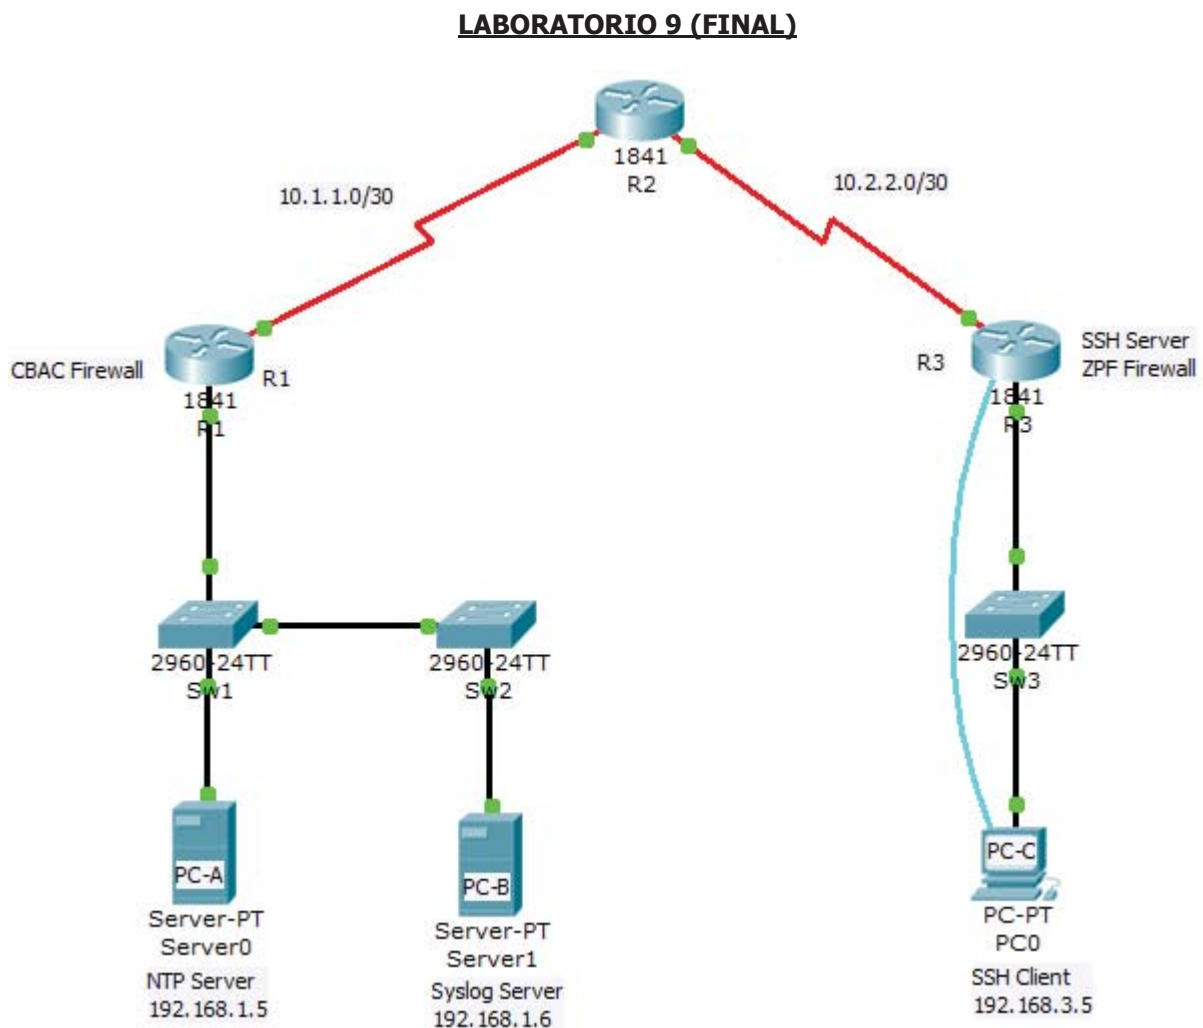 LABORATORIO 9 (FINAL)
1841
R2
10.1.1.0/30
10.2.2.0/30
CBAC Firewall
R1
1841
R1
R3
SSH Server
ZPF Firewall
1841
R3
2960-24TT
Sw1
2960-24TT
Sw2
2960-24TT
Sw3
PC-A
Server-PT
Server0
NTP Server
192.168.1.5
PC-B
Server-PT
Server1
Syslog Server
192.168.1.6
PC-C
PC-PT
PC0
SSH Client
192.168.3.5